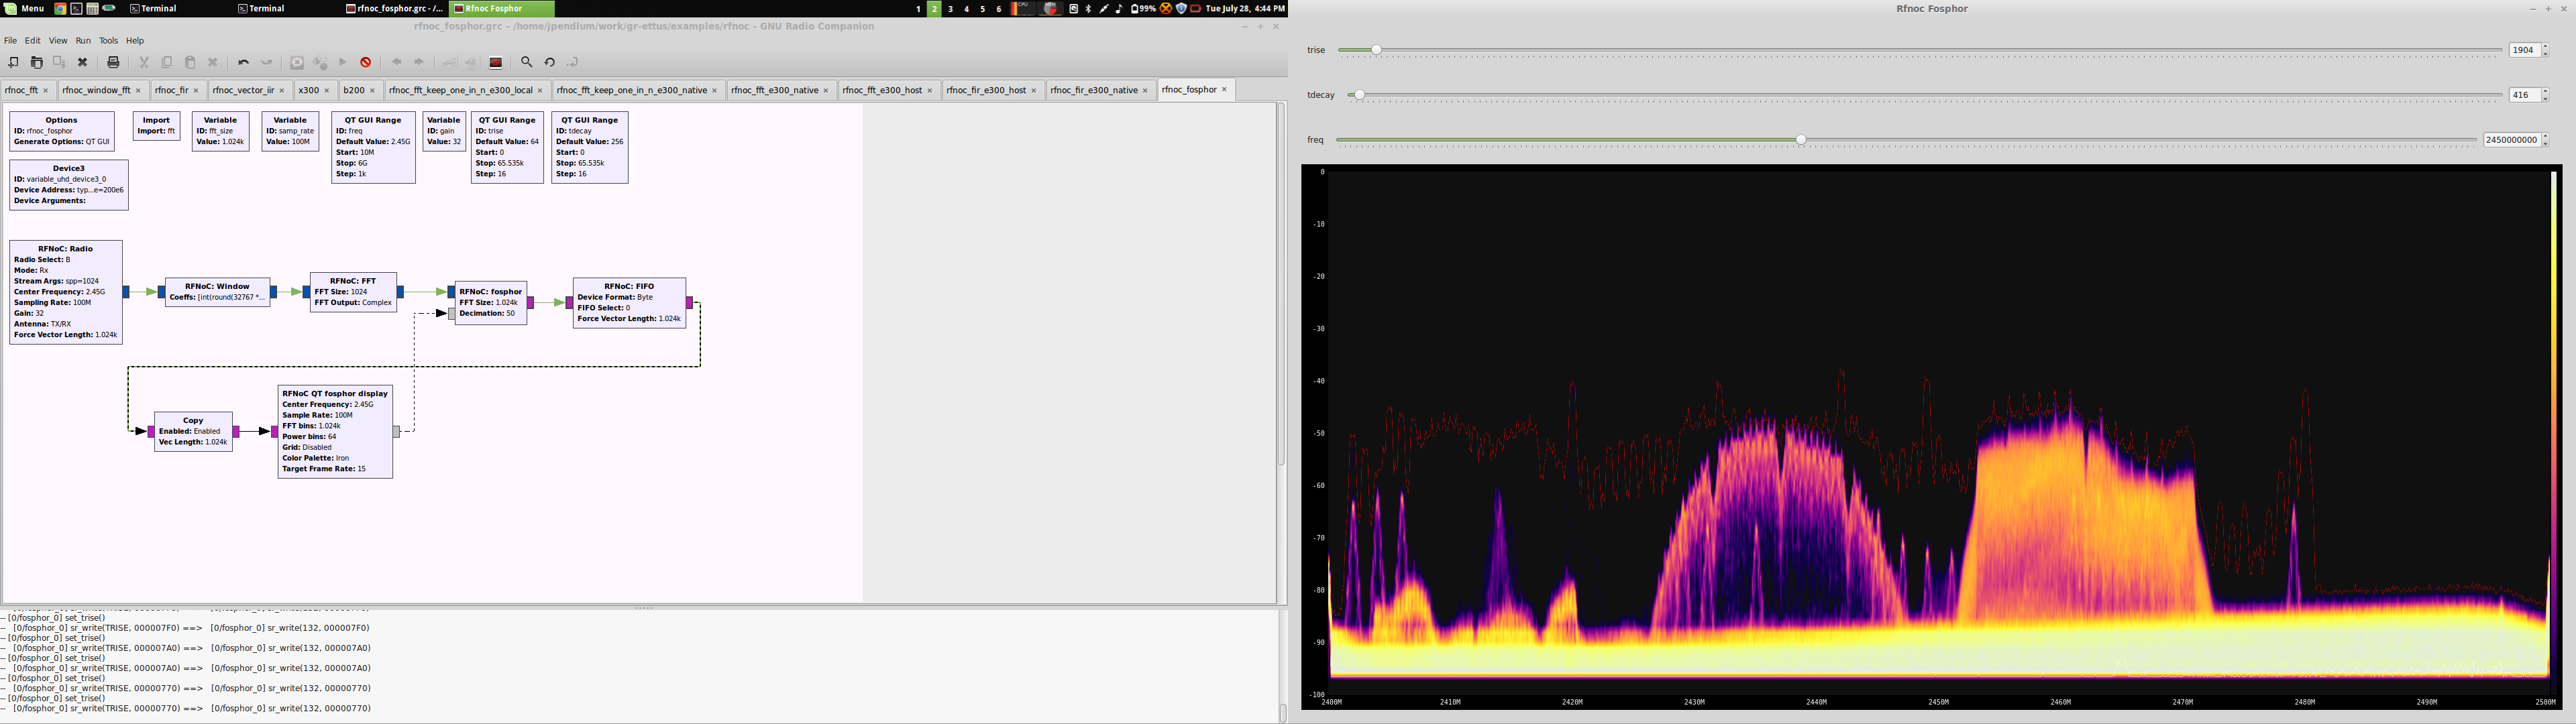 Menu
Terminal
Terminal
rfnoc_fosphor.grc - /...
Rfnoc Fosphor
1 2 3 4 5 6
CPU
99%
Tue July 28, 4:44 PM
rfnoc_fosphor.grc - /home/jpendlum/work/gr-ettus/examples/rfnoc - GNU Radio Companion
File Edit View Run Tools Help
rfnoc_fft rfnoc_window_fft rfnoc_fir rfnoc_vector_iir x300 b200 rfnoc_fft_keep_one_in_n_e300_local rfnoc_fft_keep_one_in_n_e300_native rfnoc_fft_e300_native rfnoc_fft_e300_host rfnoc_fir_e300_host rfnoc_fir_e300_native rfnoc_fosphor
Options
ID: rfnoc_fosphor
Generate Options: QT GUI
Import
Import: fft
Variable
ID: fft_size
Value: 1.024k
Variable
ID: samp_rate
Value: 100M
QT GUI Range
ID: freq
Default Value: 2.45G
Start: 10M
Stop: 6G
Step: 1k
Variable
ID: gain
Value: 32
QT GUI Range
ID: trise
Default Value: 64
Start: 0
Stop: 65.535k
Step: 16
QT GUI Range
ID: tdecay
Default Value: 256
Start: 0
Stop: 65.535k
Step: 16
Device3
ID: variable_uhd_device3_0
Device Address: typ...e=200e6
Device Arguments:
RFNoC: Radio
Radio Select: B
Mode: Rx
Stream Args: spp=1024
Center Frequency: 2.45G
Sampling Rate: 100M
Gain: 32
Antenna: TX/RX
Force Vector Length: 1.024k
RFNoC: Window
Coeffs: [int(round(32767 *...
RFNoC: FFT
FFT Size: 1024
FFT Output: Complex
RFNoC: fosphor
FFT Size: 1.024k
Decimation: 50
RFNoC: FIFO
Device Format: Byte
FIFO Select: 0
Force Vector Length: 1.024k
Copy
Enabled: Enabled
Vec Length: 1.024k
RFNoC QT fosphor display
Center Frequency: 2.45G
Sample Rate: 100M
FFT bins: 1.024k
Power bins: 64
Grid: Disabled
Color Palette: Iron
Target Frame Rate: 15
-- [0/fosphor_0] set_trise()
-- [0/fosphor_0] sr_write(TRISE, 000007F0) ==> [0/fosphor_0] sr_write(132, 000007F0)
-- [0/fosphor_0] set_trise()
-- [0/fosphor_0] sr_write(TRISE, 000007A0) ==> [0/fosphor_0] sr_write(132, 000007A0)
-- [0/fosphor_0] set_trise()
-- [0/fosphor_0] sr_write(TRISE, 000007A0) ==> [0/fosphor_0] sr_write(132, 000007A0)
-- [0/fosphor_0] set_trise()
-- [0/fosphor_0] sr_write(TRISE, 00000770) ==> [0/fosphor_0] sr_write(132, 00000770)
-- [0/fosphor_0] set_trise()
-- [0/fosphor_0] sr_write(TRISE, 00000770) ==> [0/fosphor_0] sr_write(132, 00000770)
Rfnoc Fosphor
trise 1904
tdecay 416
freq 2450000000
0
-10
-20
-30
-40
-50
-60
-70
-80
-90
-100
2400M 2410M 2420M 2430M 2440M 2450M 2460M 2470M 2480M 2490M 2500M